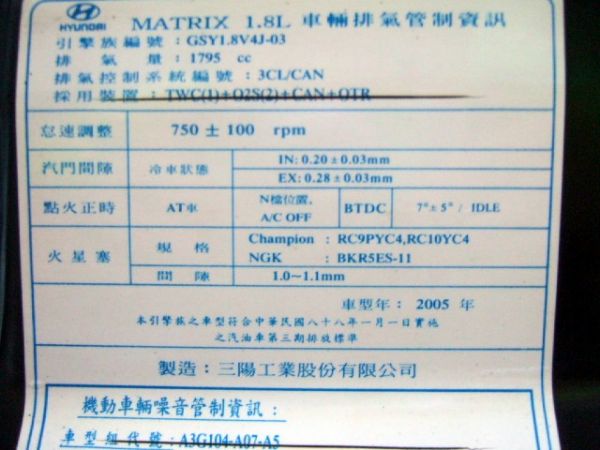 HYUNDAI MATRIX 1.8L 車輛排氣管制資訊
引擎族編號：GSY1.8V4J-03
排氣量：1795 cc
排氣控制系統編號：3CL/CAN
採用裝置：TWC(1)+O2S(2)+CAN+OTR
怠速調整 750 ± 100 rpm
汽門間隙 冷車狀態 IN: 0.20 ± 0.03mm
EX: 0.28 ± 0.03mm
點火正時 AT車 N檔位置, A/C OFF BTDC 7°± 5° / IDLE
火星塞 規格 Champion : RC9PYC4,RC10YC4
NGK : BKR5ES-11
間隙 1.0~1.1mm
車型年：2005 年
本引擎族之車型符合中華民國八十八年一月一日實施
之汽油車第三期排放標準
製造：三陽工業股份有限公司
機動車輛噪音管制資訊：
車型組代號：A3G104-A07-A5